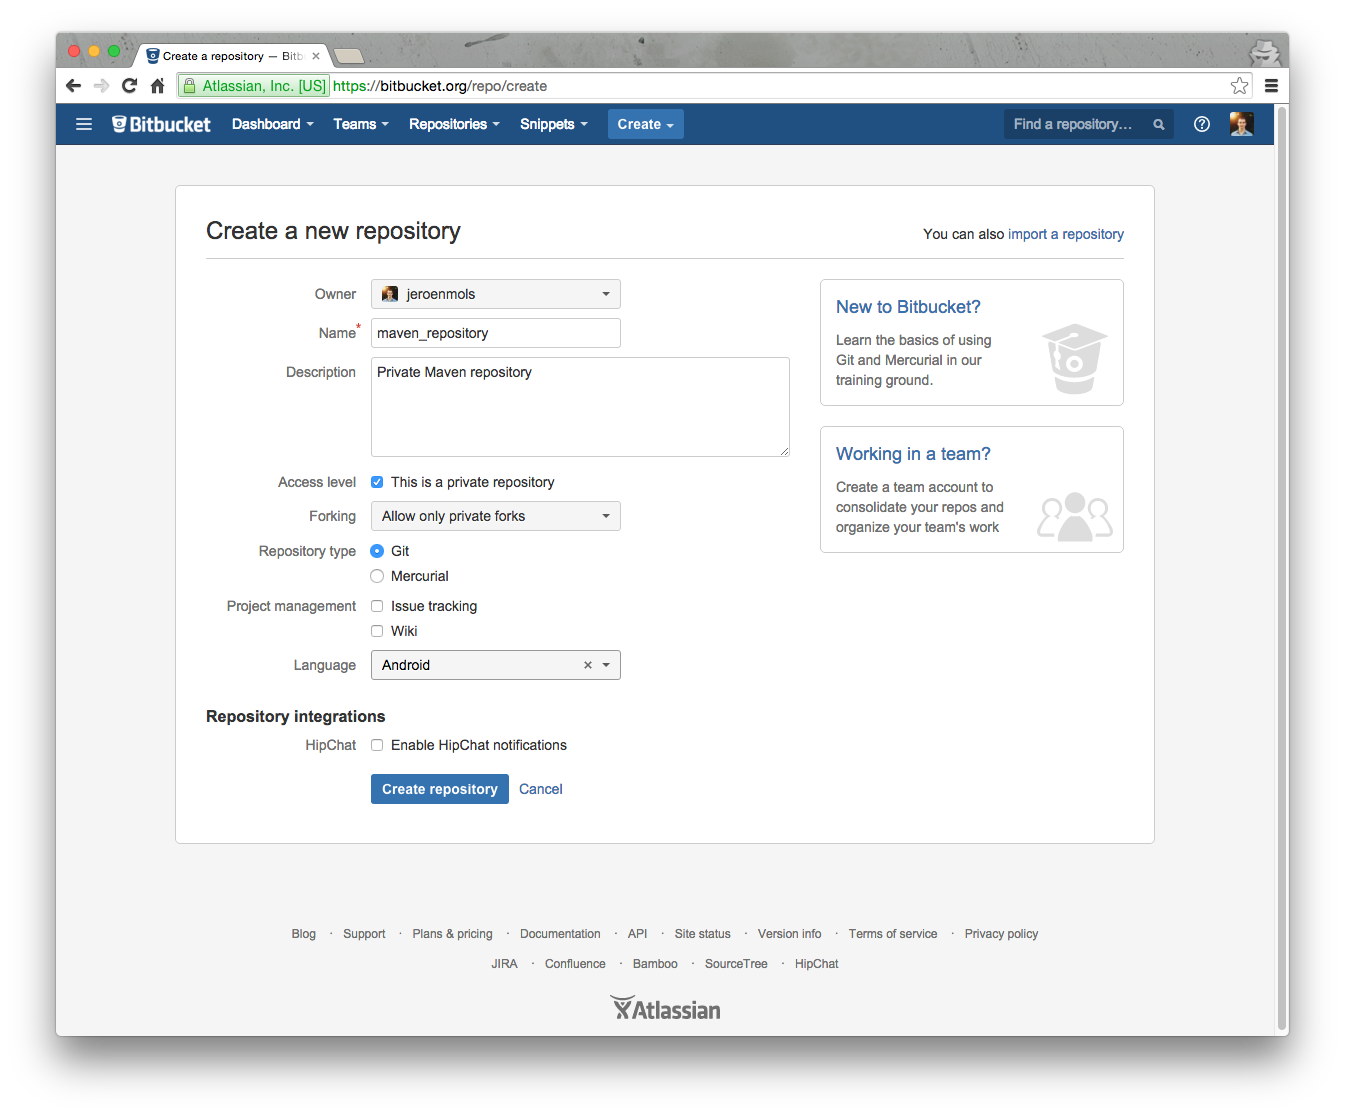 Create a repository — Bitb
Atlassian, Inc. [US] https://bitbucket.org/repo/create
Bitbucket Dashboard Teams Repositories Snippets Create Find a repository...
Create a new repository
You can also import a repository
Owner jeroenmols
Name* maven_repository
Description Private Maven repository
Access level This is a private repository
Forking Allow only private forks
Repository type Git
Mercurial
Project management Issue tracking
Wiki
Language Android
Repository integrations
HipChat Enable HipChat notifications
Create repository Cancel
New to Bitbucket?
Learn the basics of using
Git and Mercurial in our
training ground.
Working in a team?
Create a team account to
consolidate your repos and
organize your team's work
Blog · Support · Plans & pricing · Documentation · API · Site status · Version info · Terms of service · Privacy policy
JIRA · Confluence · Bamboo · SourceTree · HipChat
Atlassian